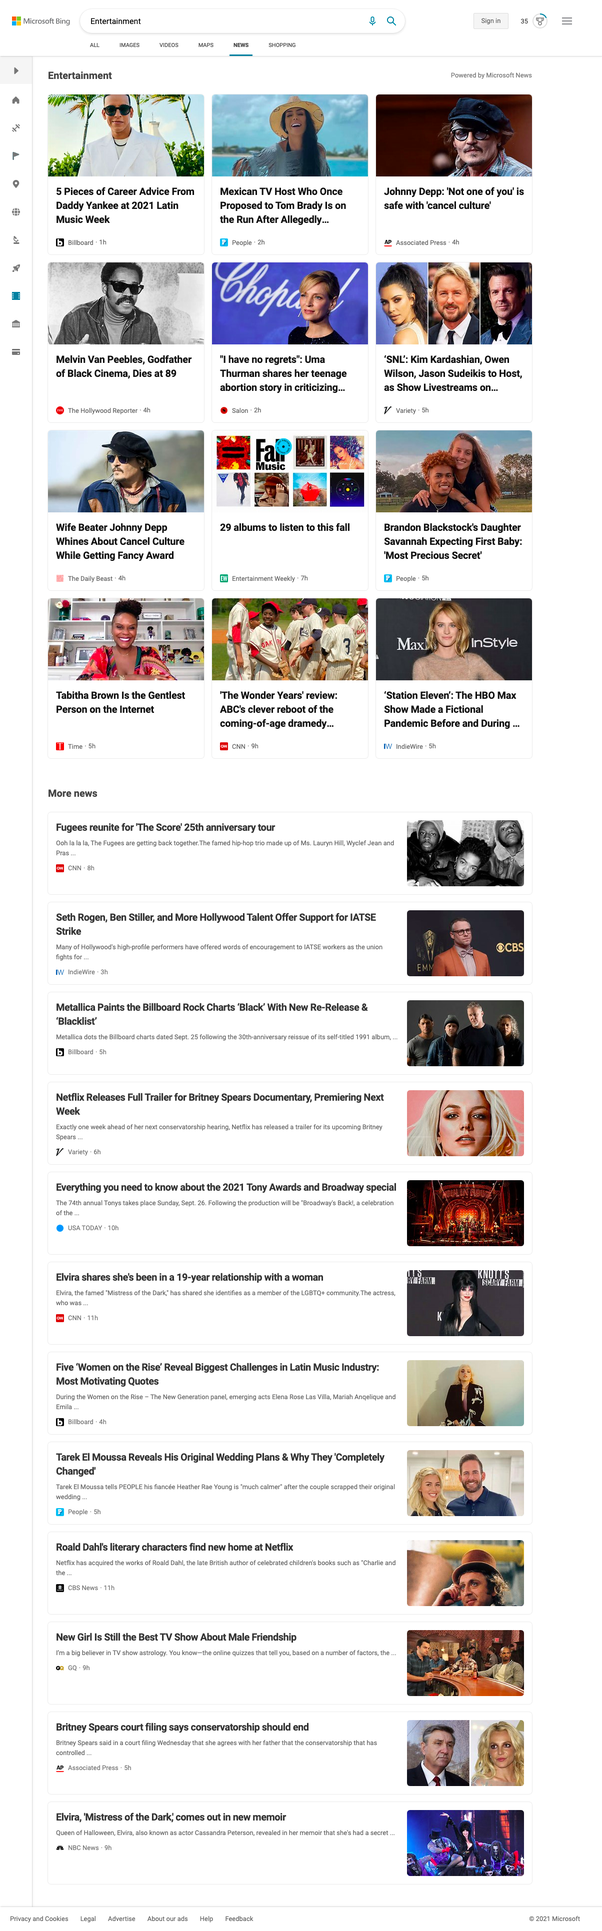 Microsoft Bing
Entertainment
Sign in
35
ALL
IMAGES
VIDEOS
MAPS
NEWS
SHOPPING
Entertainment
Powered by Microsoft News
5 Pieces of Career Advice From
Daddy Yankee at 2021 Latin
Music Week
Billboard · 1h
Mexican TV Host Who Once
Proposed to Tom Brady Is on
the Run After Allegedly...
People · 2h
Johnny Depp: 'Not one of you' is
safe with 'cancel culture'
AP Associated Press · 4h
Chopard
Melvin Van Peebles, Godfather
of Black Cinema, Dies at 89
The Hollywood Reporter · 4h
"I have no regrets": Uma
Thurman shares her teenage
abortion story in criticizing...
Salon · 2h
'SNL': Kim Kardashian, Owen
Wilson, Jason Sudeikis to Host,
as Show Livestreams on...
Variety · 5h
Fall
Music
Wife Beater Johnny Depp
Whines About Cancel Culture
While Getting Fancy Award
The Daily Beast · 4h
29 albums to listen to this fall
Entertainment Weekly · 7h
Brandon Blackstock's Daughter
Savannah Expecting First Baby:
'Most Precious Secret'
People · 5h
3
Max
InStyle
Tabitha Brown Is the Gentlest
Person on the Internet
Time · 5h
'The Wonder Years' review:
ABC's clever reboot of the
coming-of-age dramedy...
CNN · 9h
'Station Eleven': The HBO Max
Show Made a Fictional
Pandemic Before and During ...
IW IndieWire · 5h
More news
Fugees reunite for 'The Score' 25th anniversary tour
Ooh la la la, The Fugees are getting back together.The famed hip-hop trio made up of Ms. Lauryn Hill, Wyclef Jean and
Pras ...
CNN · 8h
Seth Rogen, Ben Stiller, and More Hollywood Talent Offer Support for IATSE
Strike
Many of Hollywood's high-profile performers have offered words of encouragement to IATSE workers as the union
fights for ...
IW IndieWire · 3h
EMM
CBS
Metallica Paints the Billboard Rock Charts 'Black' With New Re-Release &
'Blacklist'
Metallica dots the Billboard charts dated Sept. 25 following the 30th-anniversary reissue of its self-titled 1991 album, ...
Billboard · 5h
Netflix Releases Full Trailer for Britney Spears Documentary, Premiering Next
Week
Exactly one week ahead of her next conservatorship hearing, Netflix has released a trailer for its upcoming Britney
Spears ...
Variety · 6h
Everything you need to know about the 2021 Tony Awards and Broadway special
The 74th annual Tonys takes place Sunday, Sept. 26. Following the production will be "Broadway's Back!, a celebration
of the ...
USA TODAY · 10h
Elvira shares she's been in a 19-year relationship with a woman
Elvira, the famed "Mistress of the Dark," has shared she identifies as a member of the LGBTQ+ community.The actress,
who was ...
CNN · 11h
KNOTT'S
SCARY FARM
Five 'Women on the Rise' Reveal Biggest Challenges in Latin Music Industry:
Most Motivating Quotes
During the Women on the Rise – The New Generation panel, emerging acts Elena Rose Las Villa, Mariah Angelique and
Emila ...
Billboard · 4h
Tarek El Moussa Reveals His Original Wedding Plans & Why They 'Completely
Changed'
Tarek El Moussa tells PEOPLE his fiancée Heather Rae Young is "much calmer" after the couple scrapped their original
wedding ...
People · 5h
Roald Dahl's literary characters find new home at Netflix
Netflix has acquired the works of Roald Dahl, the late British author of celebrated children's books such as "Charlie and
the ...
CBS News · 11h
New Girl Is Still the Best TV Show About Male Friendship
I'm a big believer in TV show astrology. You know—the online quizzes that tell you, based on a number of factors, the ...
GQ · 9h
Britney Spears court filing says conservatorship should end
Britney Spears said in a court filing Wednesday that she agrees with her father that the conservatorship that has
controlled ...
AP Associated Press · 5h
Elvira, 'Mistress of the Dark,' comes out in new memoir
Queen of Halloween, Elvira, also known as actor Cassandra Peterson, revealed in her memoir that she's had a secret ...
NBC News · 9h
Privacy and Cookies
Legal
Advertise
About our ads
Help
Feedback
© 2021 Microsoft